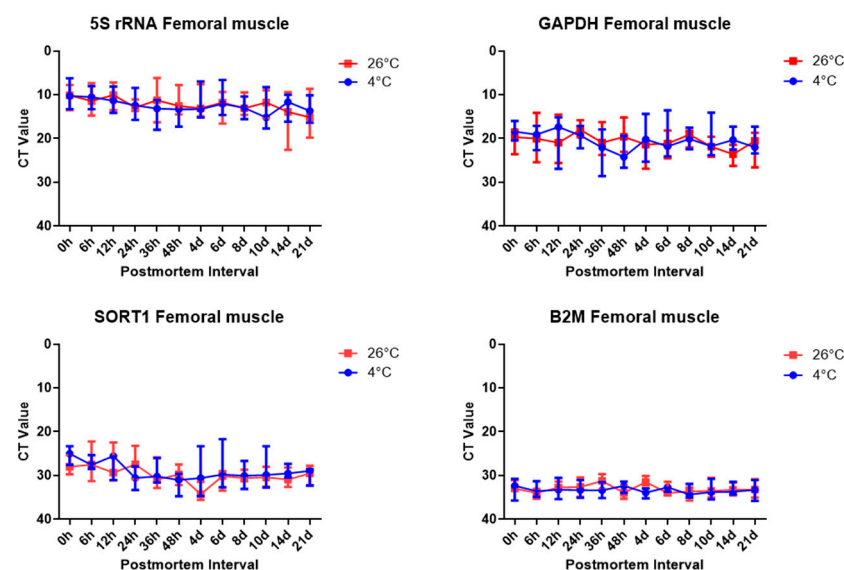 5S rRNA Femoral muscle
0
10
20
30
40
CT Value
0h 6h 12h 24h 36h 48h 4d 6d 8d 10d 14d 21d
Postmortem Interval
26°C
4°C
GAPDH Femoral muscle
0
10
20
30
40
CT Value
0h 6h 12h 24h 36h 48h 4d 6d 8d 10d 14d 21d
Postmortem Interval
26°C
4°C
SORT1 Femoral muscle
0
10
20
30
40
CT Value
0h 6h 12h 24h 36h 48h 4d 6d 8d 10d 14d 21d
Postmortem Interval
26°C
4°C
B2M Femoral muscle
0
10
20
30
40
CT Value
0h 6h 12h 24h 36h 48h 4d 6d 8d 10d 14d 21d
Postmortem Interval
26°C
4°C